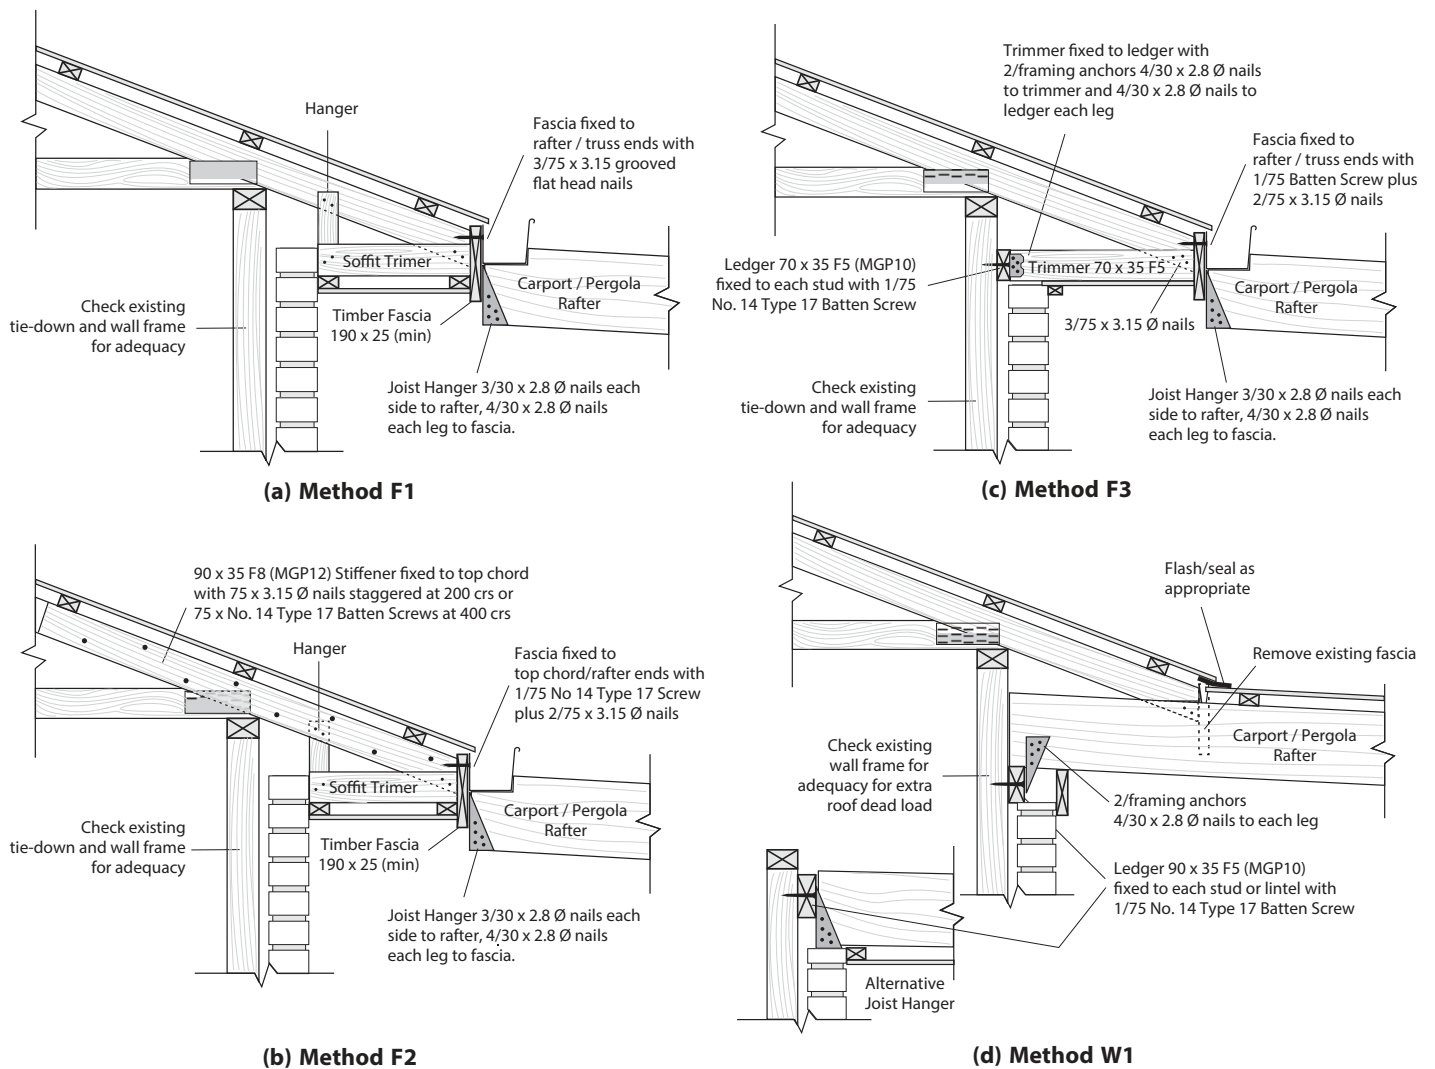 Hanger
Fascia fixed to
rafter / truss ends with
3/75 x 3.15 grooved
flat head nails
Soffit Trimer
Carport / Pergola
Rafter
Check existing
tie-down and wall frame
for adequacy
Timber Fascia
190 x 25 (min)
Joist Hanger 3/30 x 2.8 Ø nails each
side to rafter, 4/30 x 2.8 Ø nails
each leg to fascia.
(a) Method F1
Trimmer fixed to ledger with
2/framing anchors 4/30 x 2.8 Ø nails
to trimmer and 4/30 x 2.8 Ø nails to
ledger each leg
Fascia fixed to
rafter / truss ends with
1/75 Batten Screw plus
2/75 x 3.15 Ø nails
Ledger 70 x 35 F5 (MGP10)
fixed to each stud with 1/75
No. 14 Type 17 Batten Screw
Trimmer 70 x 35 F5
Carport / Pergola
Rafter
3/75 x 3.15 Ø nails
Check existing
tie-down and wall frame
for adequacy
Joist Hanger 3/30 x 2.8 Ø nails each
side to rafter, 4/30 x 2.8 Ø nails
each leg to fascia.
(c) Method F3
90 x 35 F8 (MGP12) Stiffener fixed to top chord
with 75 x 3.15 Ø nails staggered at 200 crs or
75 x No. 14 Type 17 Batten Screws at 400 crs
Hanger
Fascia fixed to
top chord/rafter ends with
1/75 No 14 Type 17 Screw
plus 2/75 x 3.15 Ø nails
Soffit Trimer
Carport / Pergola
Rafter
Check existing
tie-down and wall frame
for adequacy
Timber Fascia
190 x 25 (min)
Joist Hanger 3/30 x 2.8 Ø nails each
side to rafter, 4/30 x 2.8 Ø nails
each leg to fascia.
(b) Method F2
Flash/seal as
appropriate
Remove existing fascia
Carport / Pergola
Rafter
Check existing
wall frame for
adequacy for extra
roof dead load
2/framing anchors
4/30 x 2.8 Ø nails to each leg
Ledger 90 x 35 F5 (MGP10)
fixed to each stud or lintel with
1/75 No. 14 Type 17 Batten Screw
Alternative
Joist Hanger
(d) Method W1